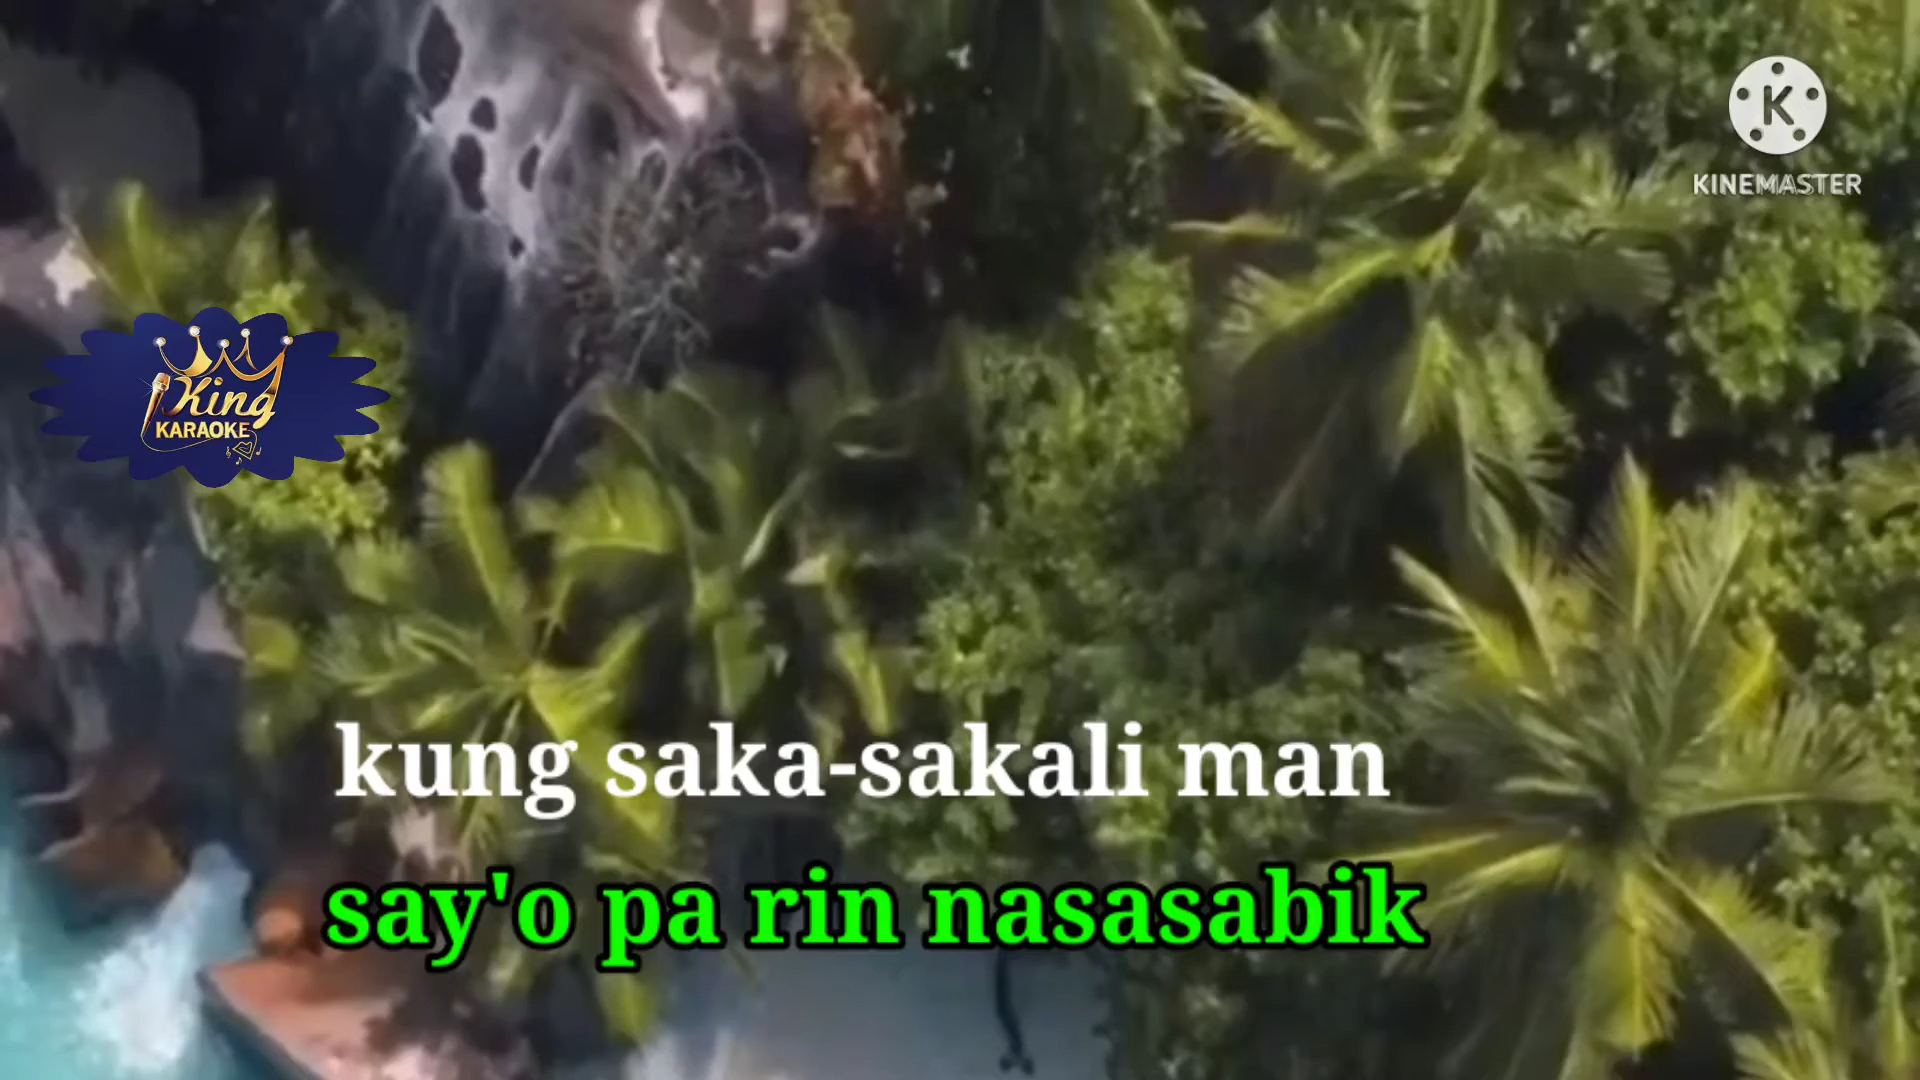 K
KINEMASTER
King
KARAOKE
kung saka-sakali man
say'o pa rin nasasabik